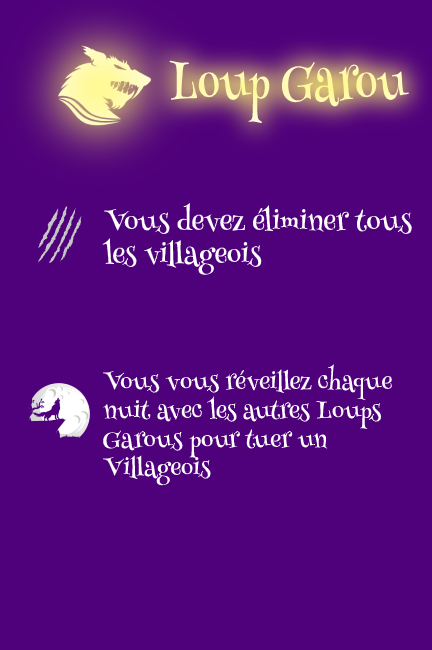 Loup Garou
Vous devez éliminer tous
les villageois
Vous vous réveillez chaque
nuit avec les autres Loups
Garous pour tuer un
Villageois